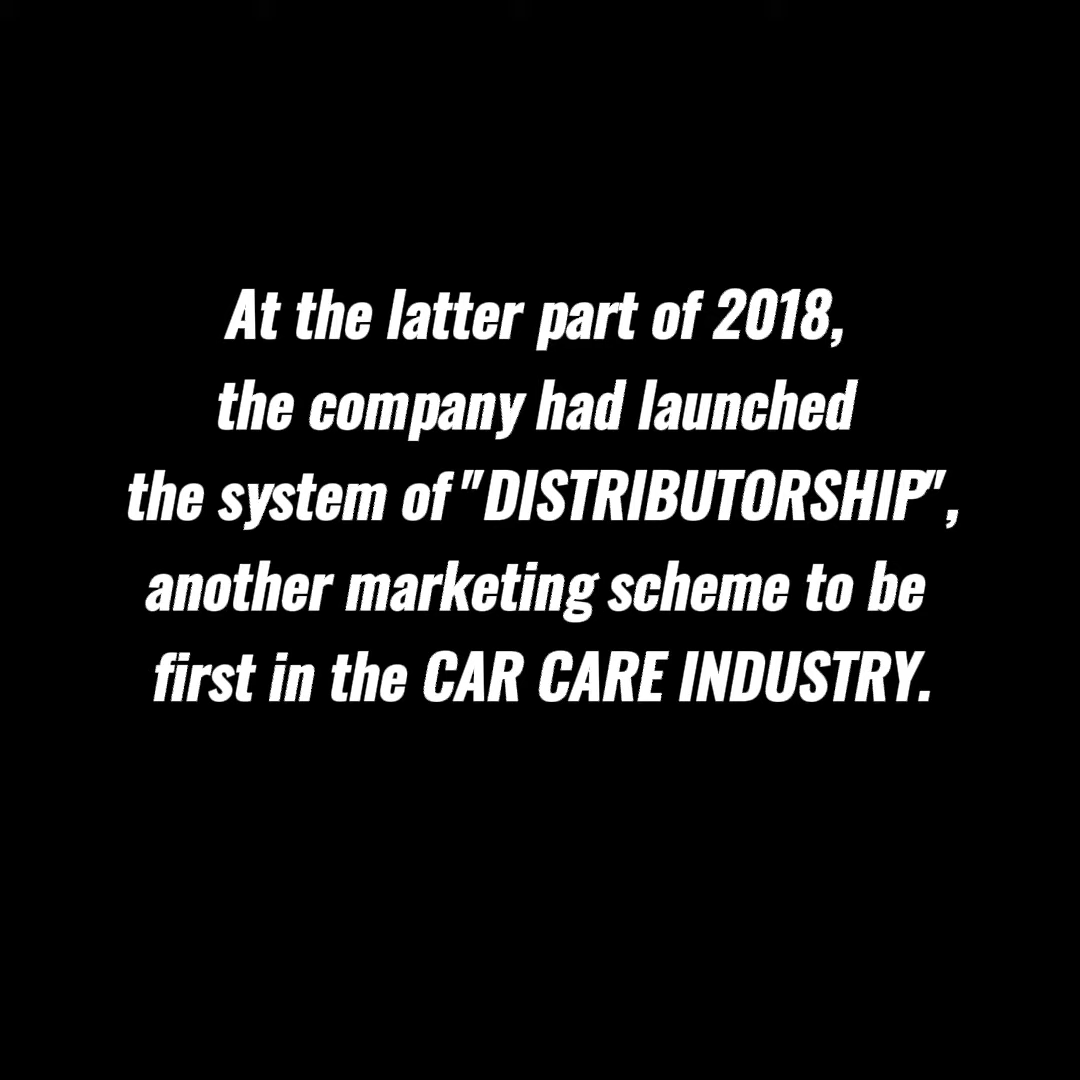 At the latter part of 2018,
the company had launched
the system of "DISTRIBUTORSHIP",
another marketing scheme to be
first in the CAR CARE INDUSTRY.